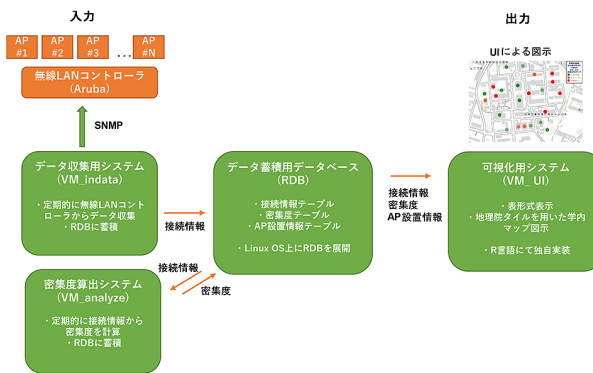 入力
出力
AP #1
AP #2
AP #3
…
AP #N
無線LANコントローラ
(Aruba)
SNMP
UIによる図示
データ収集用システム
(VM_indata)
・定期的に無線LANコント
ローラからデータ収集
・RDBに蓄積
接続情報
データ蓄積用データベース
(RDB)
・接続情報テーブル
・密集度テーブル
・AP設置情報テーブル
・Linux OS上にRDBを展開
接続情報
密集度
AP設置情報
可視化用システム
(VM_ UI)
・表形式表示
・地理院タイルを用いた学内
マップ図示
・R言語にて独自実装
接続情報
密集度
密集度算出システム
(VM_analyze)
・定期的に接続情報から
密集度を計算
・RDBに蓄積